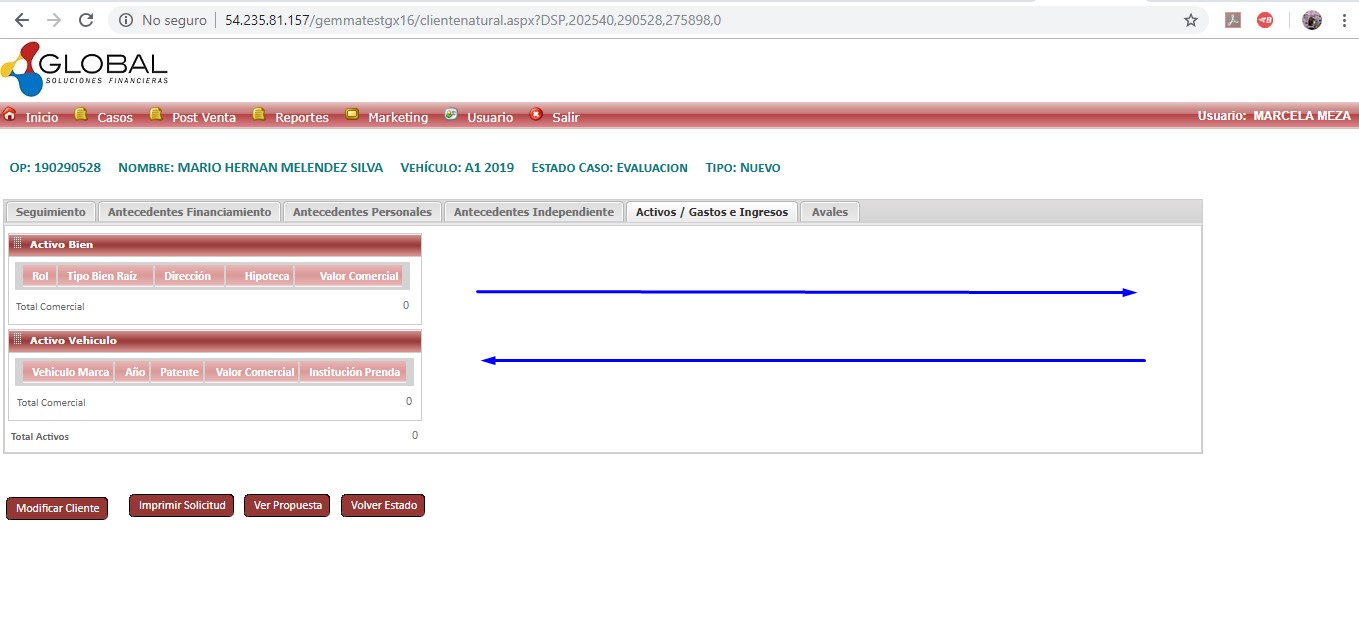 No seguro 54.235.81.157/gemmatestgx16/clientenatural.aspx?DSP,202540,290528,275898,0
GLOBAL
SOLUCIONES FINANCIERAS
Inicio Casos Post Venta Reportes Marketing Usuario Salir Usuario: MARCELA MEZA
OP: 190290528 NOMBRE: MARIO HERNAN MELENDEZ SILVA VEHÍCULO: A1 2019 ESTADO CASO: EVALUACION TIPO: NUEVO
Seguimiento Antecedentes Financiamiento Antecedentes Personales Antecedentes Independiente Activos / Gastos e Ingresos Avales
Activo Bien
Rol Tipo Bien Raíz Dirección Hipoteca Valor Comercial
Total Comercial 0
Activo Vehiculo
Vehiculo Marca Año Patente Valor Comercial Institución Prenda
Total Comercial 0
Total Activos 0
Modificar Cliente Imprimir Solicitud Ver Propuesta Volver Estado